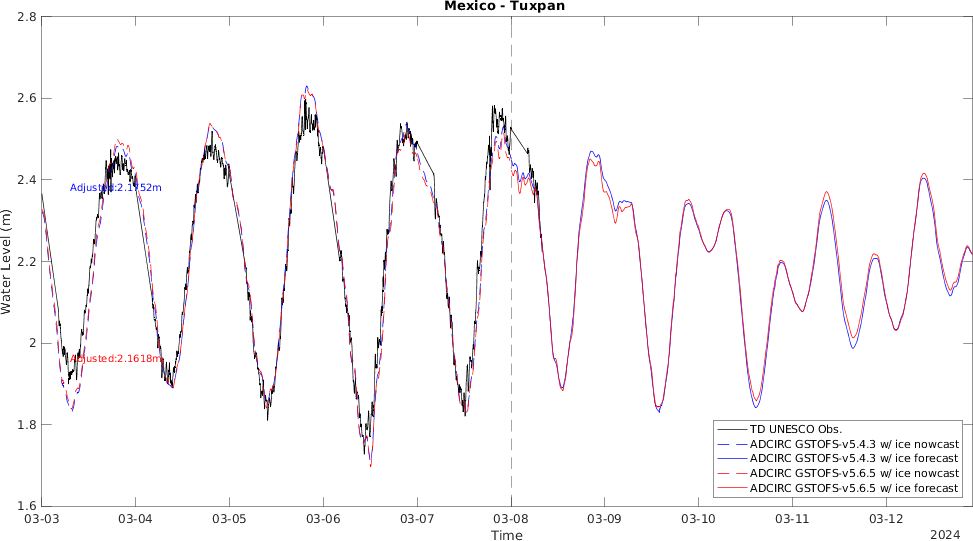 Mexico - Tuxpan
Water Level (m)
2.8
2.6
2.4
2.2
2
1.8
1.6
Adjusted:2.1752m
Adjusted:2.1618m
TD UNESCO Obs.
ADCIRC GSTOFS-v5.4.3 w/ ice nowcast
ADCIRC GSTOFS-v5.4.3 w/ ice forecast
ADCIRC GSTOFS-v5.6.5 w/ ice nowcast
ADCIRC GSTOFS-v5.6.5 w/ ice forecast
03-03 03-04 03-05 03-06 03-07 03-08 03-09 03-10 03-11 03-12
Time
2024